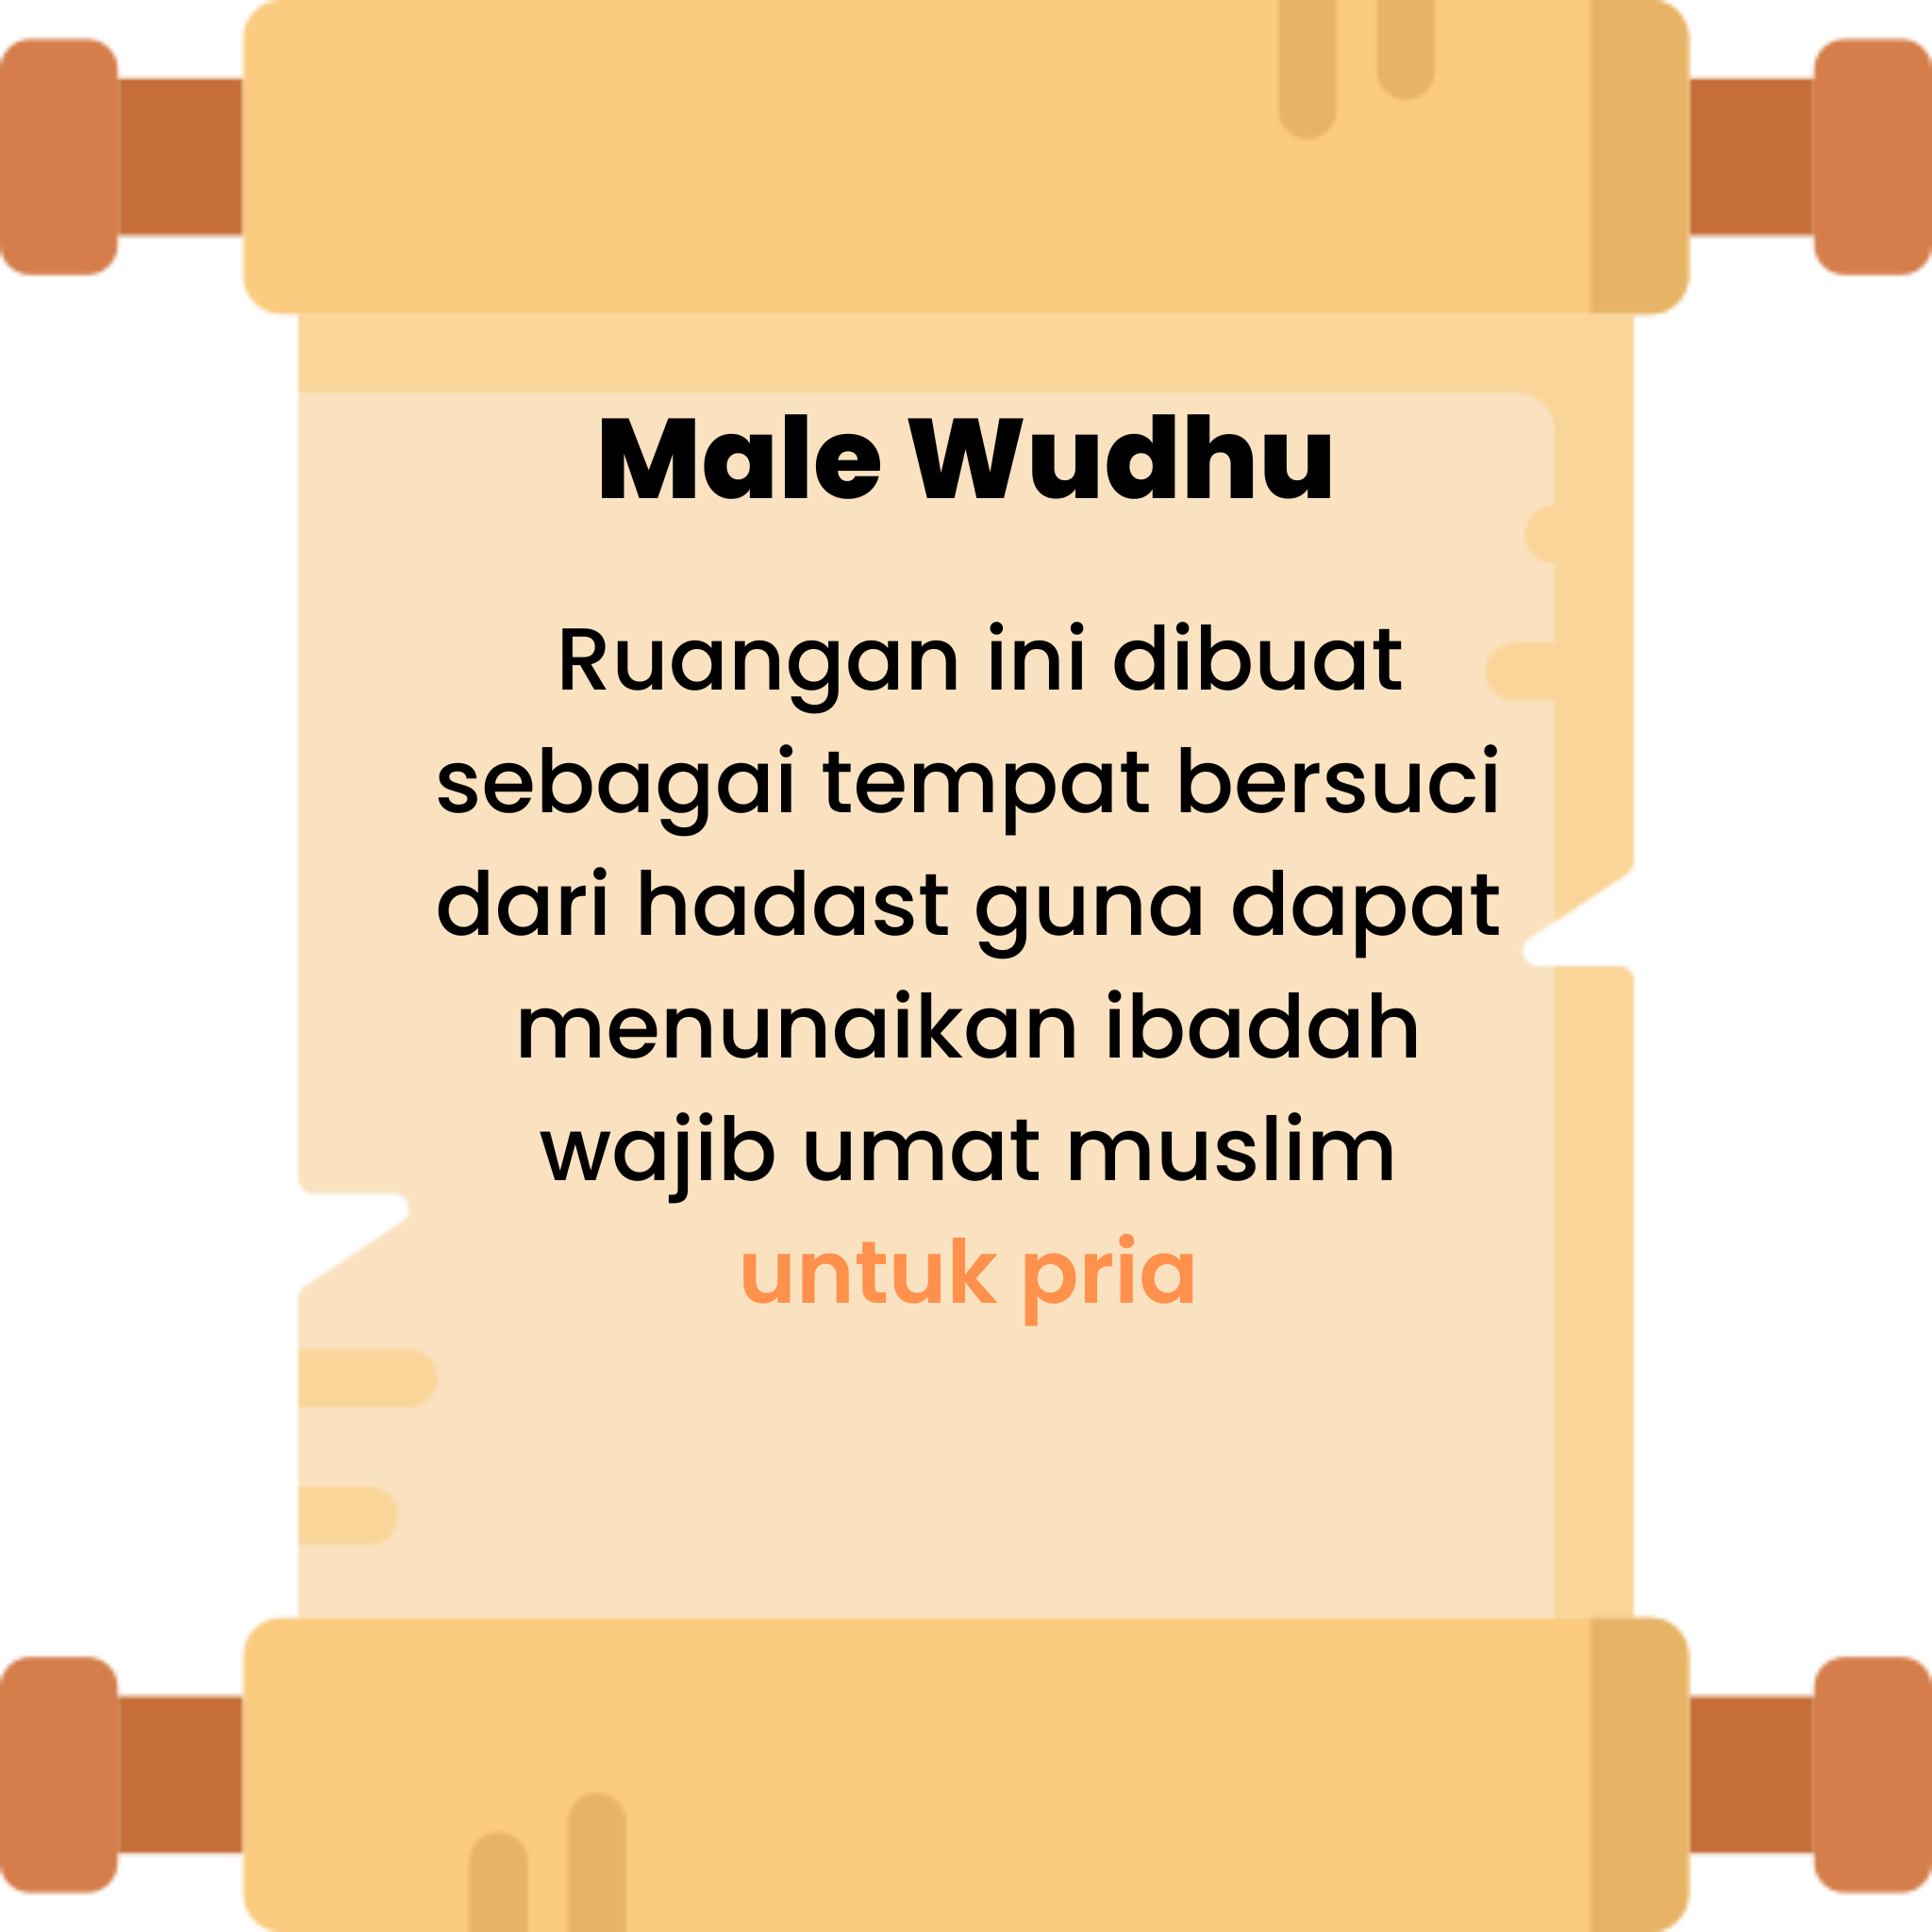 Male Wudhu
Ruangan ini dibuat
sebagai tempat bersuci
dari hadast guna dapat
menunaikan ibadah
wajib umat muslim
untuk pria